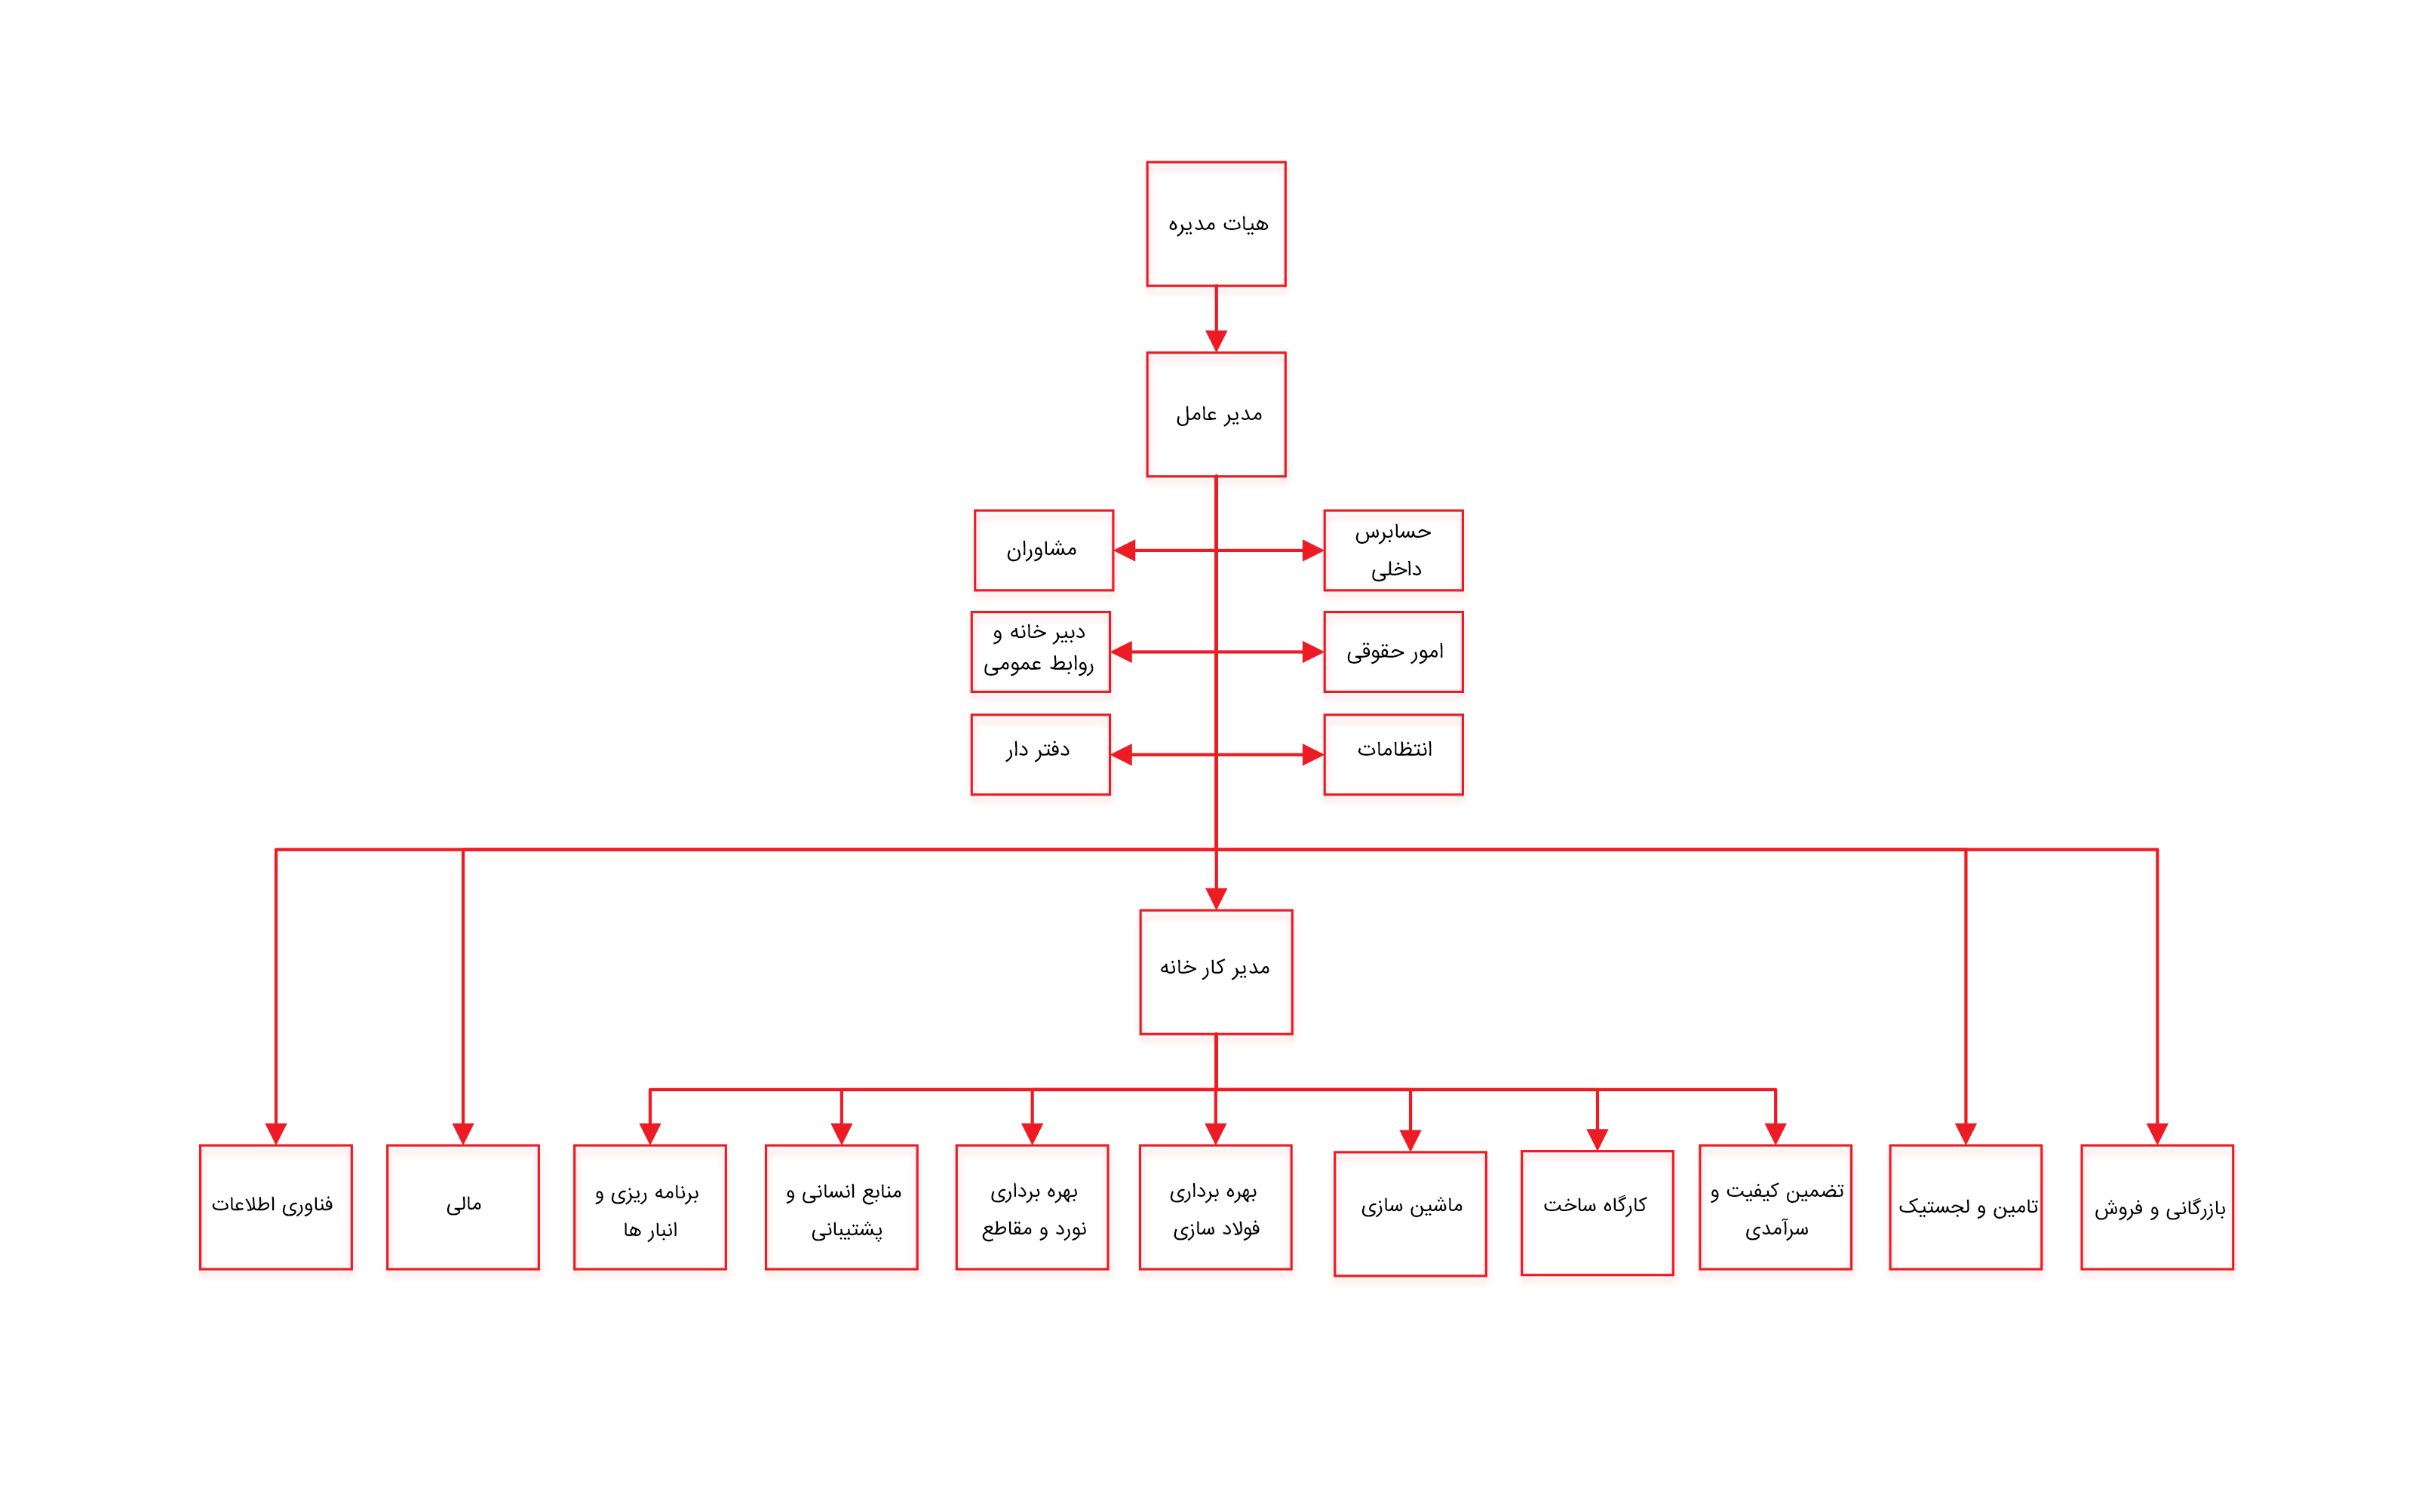 هیات مدیره
مدیر عامل
حسابرس
داخلی
مشاوران
امور حقوقی
دبیر خانه و
روابط عمومی
انتظامات
دفتر دار
مدیر کار خانه
بازرگانی و فروش
تامین و لجستیک
تضمین کیفیت و
سرآمدی
کارگاه ساخت
ماشین سازی
بهره برداری
فولاد سازی
بهره برداری
نورد و مقاطع
منابع انسانی و
پشتیبانی
برنامه ریزی و
انبار ها
مالی
فناوری اطلاعات